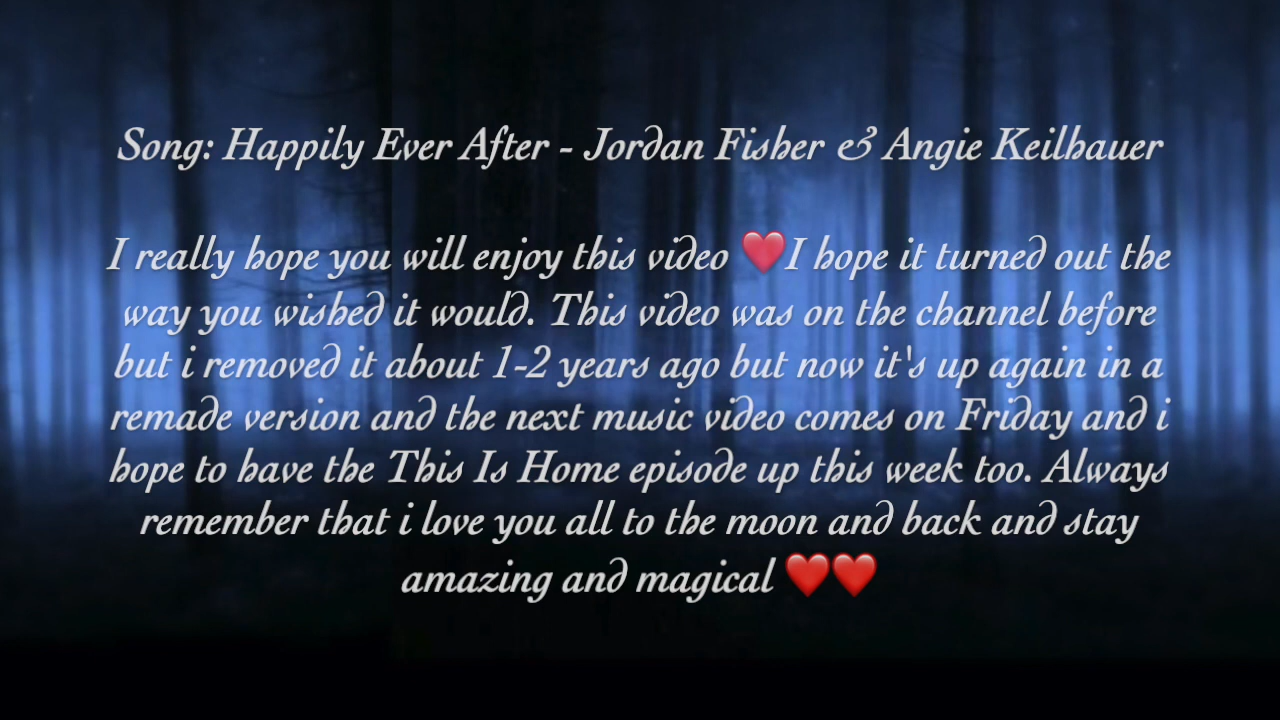 Song: Happily Ever After - Jordan Fisher & Angie Keilhauer
I really hope you will enjoy this video ❤️I hope it turned out the
way you wished it would. This video was on the channel before
but i removed it about 1-2 years ago but now it's up again in a
remade version and the next music video comes on Friday and i
hope to have the This Is Home episode up this week too. Always
remember that i love you all to the moon and back and stay
amazing and magical ❤️❤️